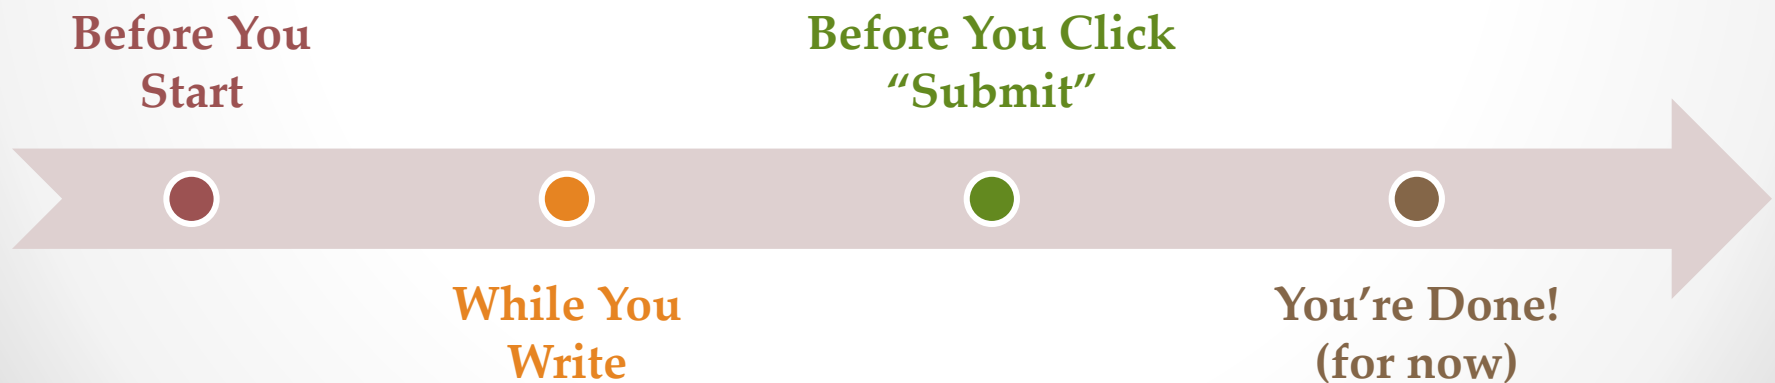 Before You
Start
While You
Write
Before You Click
“Submit”
You’re Done!
(for now)